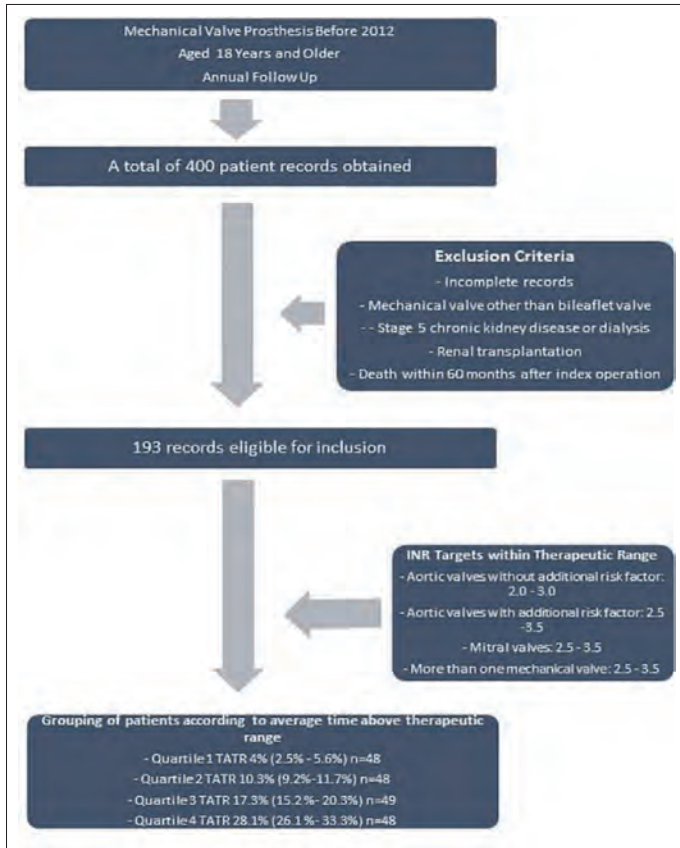 Mechanical Valve Prosthesis Before 2012
Aged 18 Years and Older
Annual Follow Up
A total of 400 patient records obtained
Exclusion Criteria
- Incomplete records
- Mechanical valve other than bileaflet valve
- - Stage 5 chronic kidney disease or dialysis
- Renal transplantation
- Death within 60 months after index operation
193 records eligible for inclusion
INR Targets within Therapeutic Range
- Aortic valves without additional risk factor:
2.0 - 3.0
- Aortic valves with additional risk factor: 2.5
-3.5
- Mitral valves: 2.5 - 3.5
- More than one mechanical valve: 2.5 - 3.5
Grouping of patients according to average time above therapeutic
range
- Quartile 1 TATR 4% (2.5% - 5.6%) n=48
- Quartile 2 TATR 10.3% (9.2%-11.7%) n=48
- Quartile 3 TATR 17.3% (15.2%- 20.3%) n=49
- Quartile 4 TATR 28.1% (26.1% - 33.3%) n=48